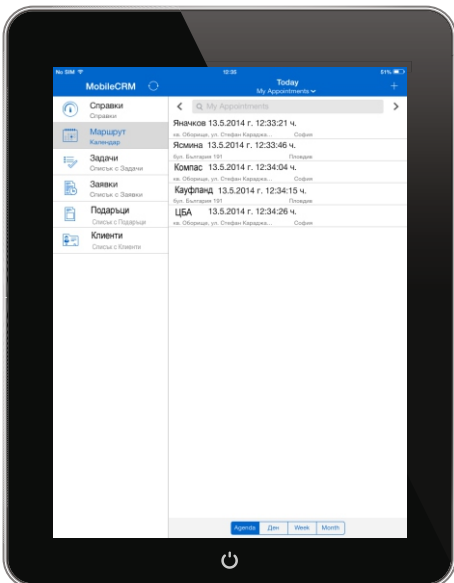 No SIM 12:35 51%
MobileCRM
Today
My Appointments
+
Справки
Справки
Маршрут
Календар
Задачи
Списък с Задачи
Заявки
Списък с Заявки
Подаръци
Списък с Подаръци
Клиенти
Списък с Клиенти
My Appointments
Яначков 13.5.2014 г. 12:33:21 ч.
кв. Оборище, ул. Стефан Караджа... София
Ясмина 13.5.2014 г. 12:33:46 ч.
бул. България 191 Пловдив
Компас 13.5.2014 г. 12:34:04 ч.
кв. Оборище, ул. Стефан Караджа... София
Кауфланд 13.5.2014 г. 12:34:15 ч.
бул. България 191 Пловдив
ЦБА 13.5.2014 г. 12:34:26 ч.
кв. Оборище, ул. Стефан Караджа... София
Agenda Ден Week Month